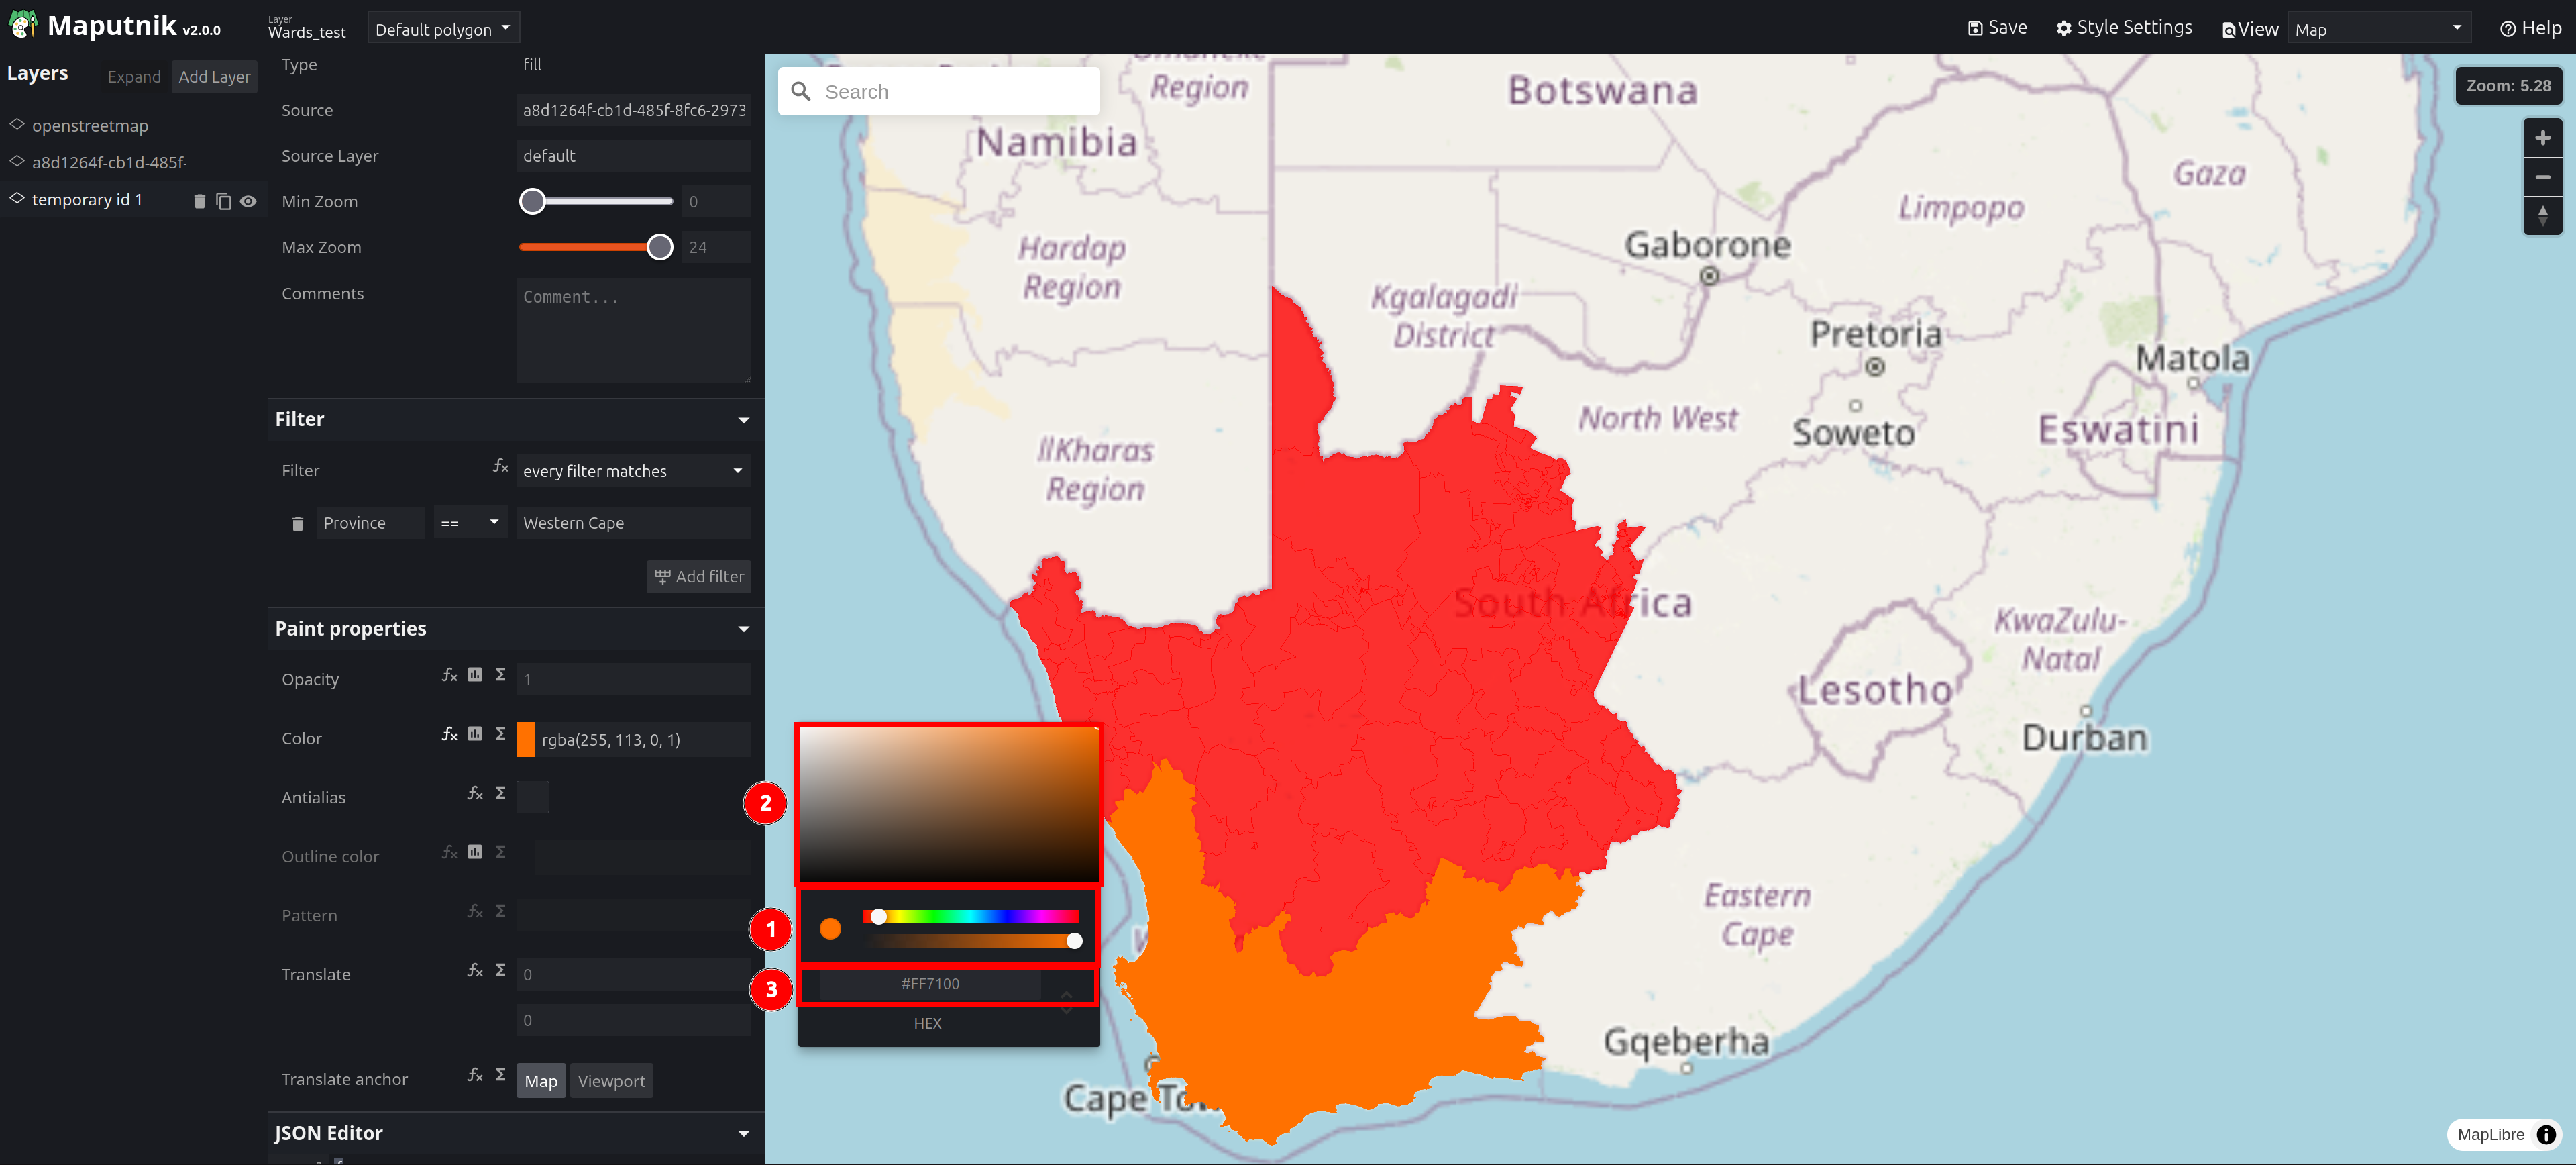 Maputnik v2.0.0
Layer
Wards_test
Default polygon
Save
Style Settings
View
Map
Help
Layers
Expand
Add Layer
openstreetmap
a8d1264f-cb1d-485f-
temporary id 1
Type
fill
Source
a8d1264f-cb1d-485f-8fc6-2973
Source Layer
default
Min Zoom
0
Max Zoom
24
Comments
Comment...
Filter
Filter
every filter matches
Province
==
Western Cape
Add filter
Paint properties
Opacity
1
Color
rgba(255, 113, 0, 1)
Antialias
Outline color
Pattern
Translate
0
0
Translate anchor
Map
Viewport
JSON Editor
Search
Zoom: 5.28
Region
Botswana
Namibia
Gaza
Limpopo
Hardap
Region
Gaborone
Kgalagadi
District
Pretoria
Matola
North West
Soweto
Eswatini
ǁKharas
Region
South Africa
KwaZulu-
Natal
Lesotho
Durban
2
1
3
#FF7100
HEX
Eastern
Cape
Gqeberha
Cape To
MapLibre